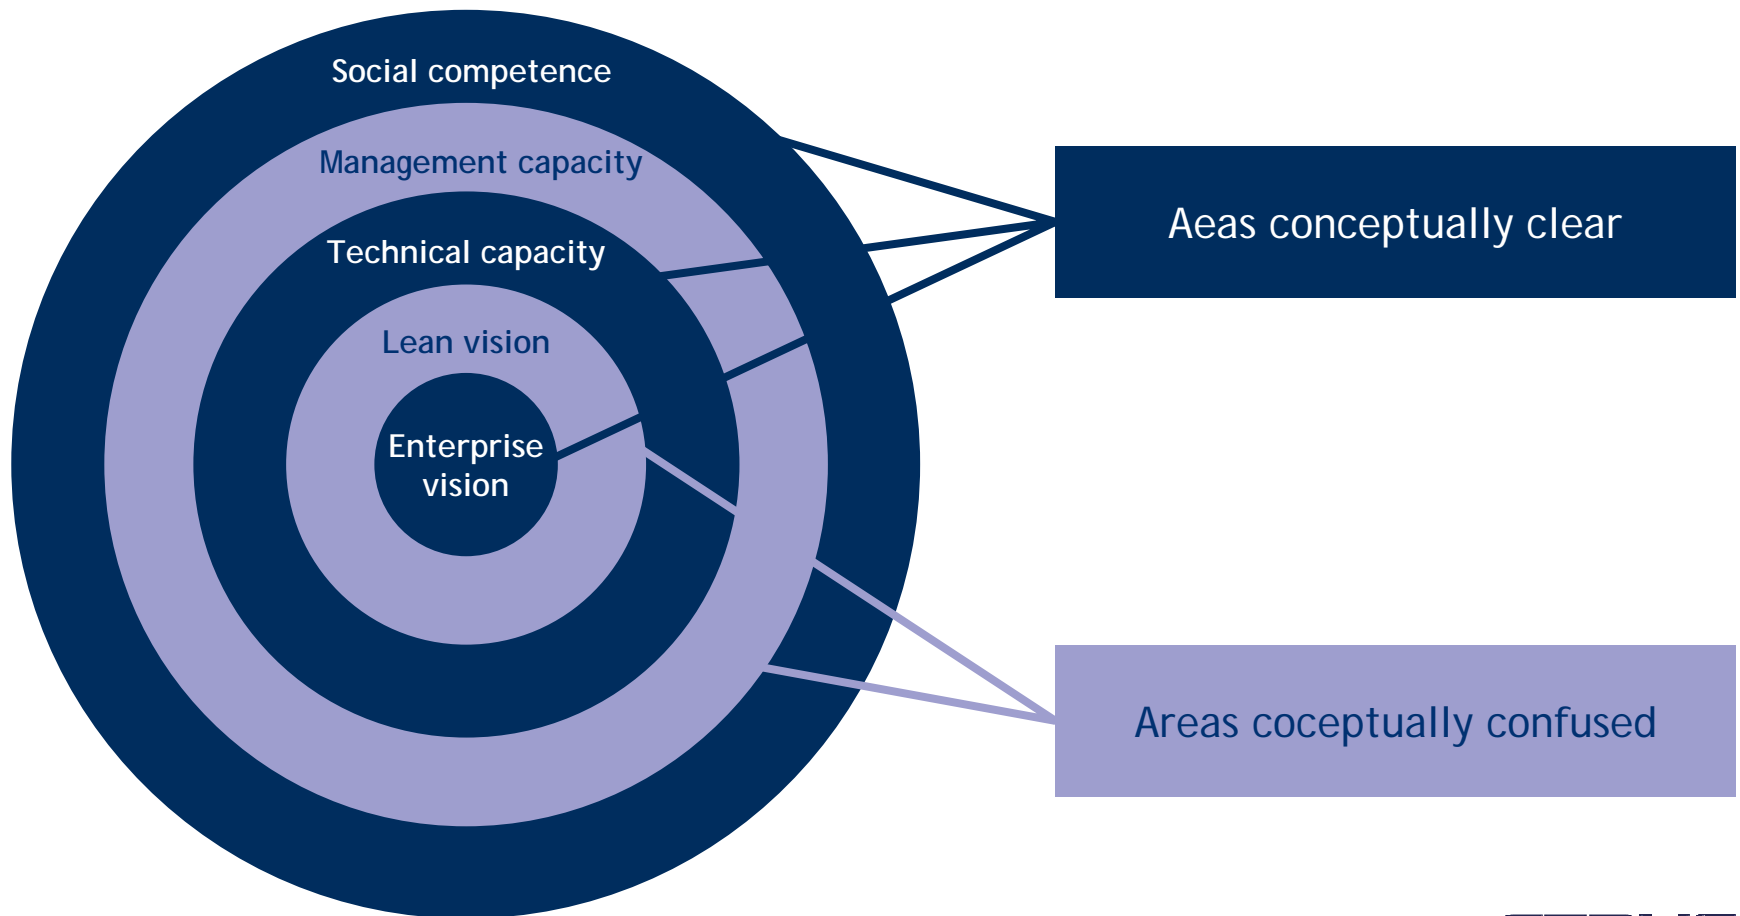 Social competence
Management capacity
Technical capacity
Lean vision
Enterprise
vision
Aeas conceptually clear
Areas coceptually confused